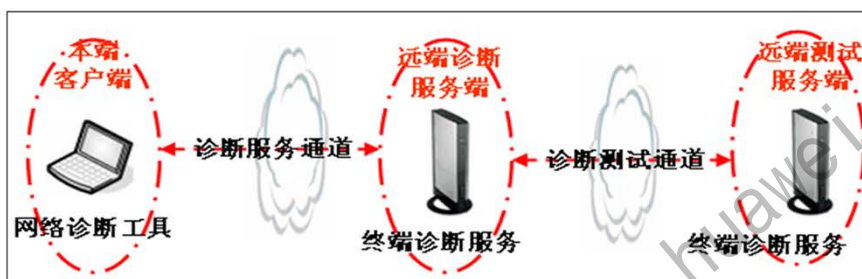 本端
客户端
远端诊断
服务端
远端测试
服务端
诊断服务通道
诊断测试通道
网络诊断工具
终端诊断服务
终端诊断服务
huawei